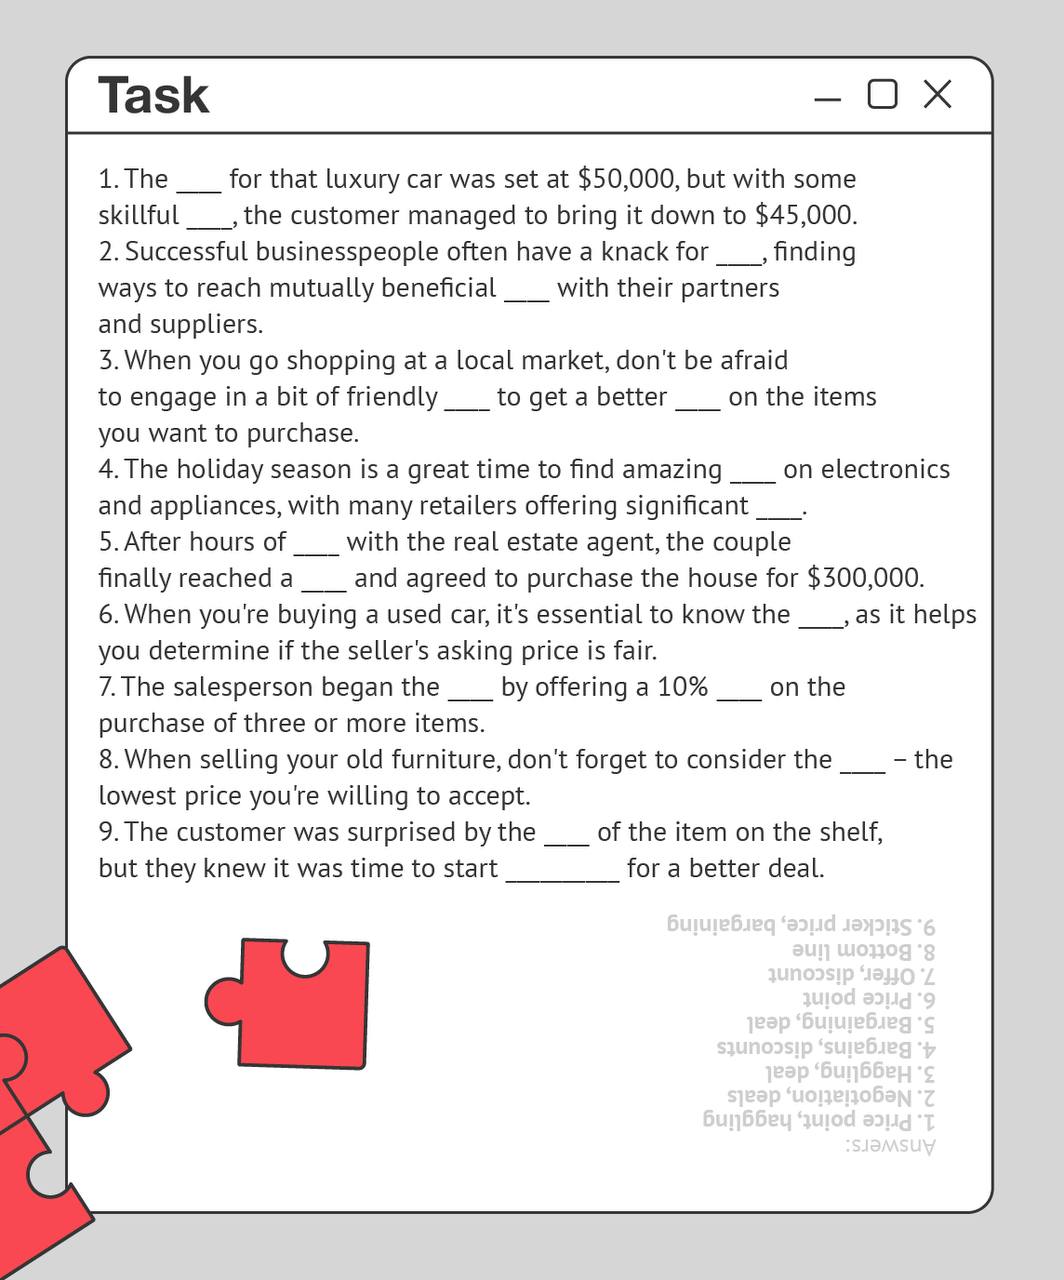 Task
1. The ____ for that luxury car was set at $50,000, but with some
skillful ____, the customer managed to bring it down to $45,000.
2. Successful businesspeople often have a knack for ____, finding
ways to reach mutually beneficial ____ with their partners
and suppliers.
3. When you go shopping at a local market, don't be afraid
to engage in a bit of friendly ____ to get a better ____ on the items
you want to purchase.
4. The holiday season is a great time to find amazing ____ on electronics
and appliances, with many retailers offering significant ____.
5. After hours of ____ with the real estate agent, the couple
finally reached a ____ and agreed to purchase the house for $300,000.
6. When you're buying a used car, it's essential to know the ____, as it helps
you determine if the seller's asking price is fair.
7. The salesperson began the ____ by offering a 10% ____ on the
purchase of three or more items.
8. When selling your old furniture, don't forget to consider the ____ – the
lowest price you're willing to accept.
9. The customer was surprised by the ____ of the item on the shelf,
but they knew it was time to start __________ for a better deal.
Answers:
1. Price point, haggling
2. Negotiation, deals
3. Haggling, deal
4. Bargains, discounts
5. Bargaining, deal
6. Price point
7. Offer, discount
8. Bottom line
9. Sticker price, bargaining